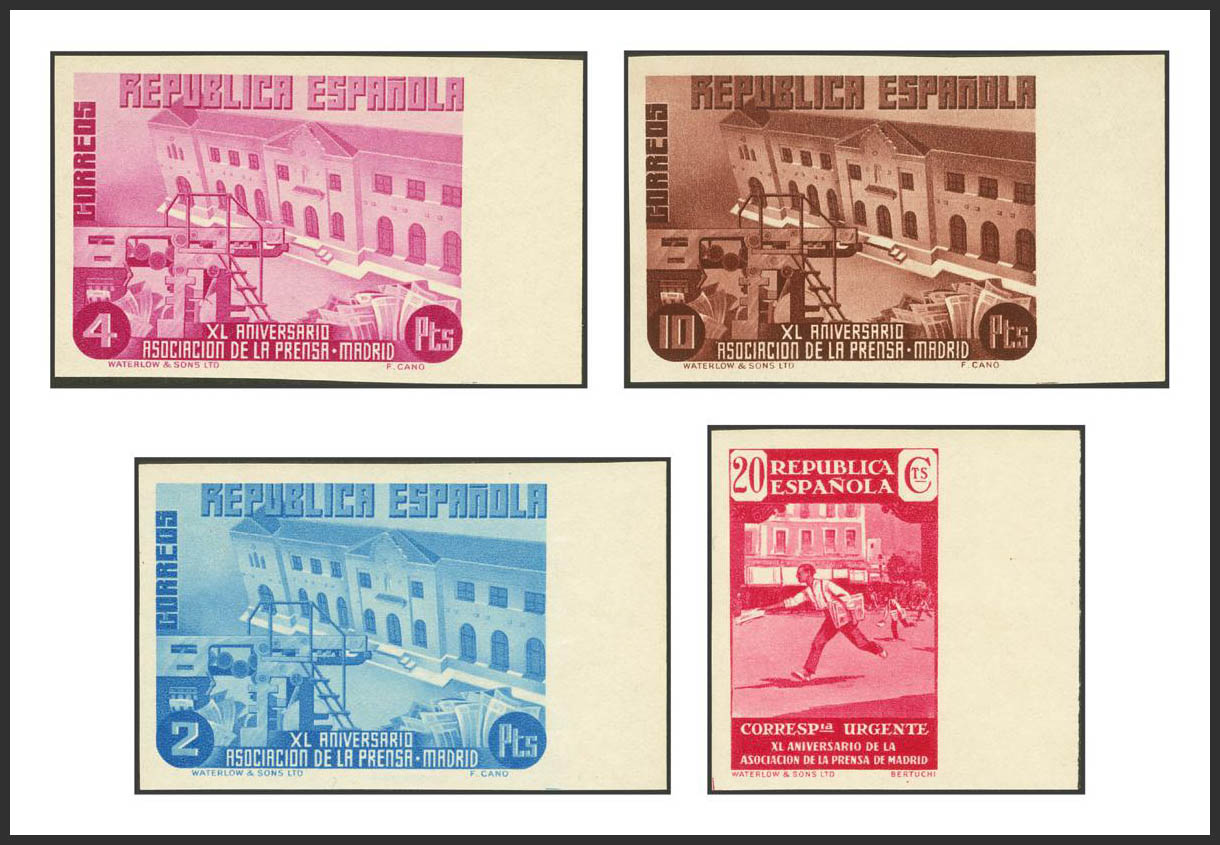 REPUBLICA ESPAÑOLA
CORREOS
4 Pts
XL ANIVERSARIO
ASOCIACION DE LA PRENSA · MADRID
WATERLOW & SONS LTD F. CANO
REPUBLICA ESPAÑOLA
CORREOS
10 Pts
XL ANIVERSARIO
ASOCIACION DE LA PRENSA · MADRID
WATERLOW & SONS LTD F. CANO
REPUBLICA ESPAÑOLA
CORREOS
2 Pts
XL ANIVERSARIO
ASOCIACION DE LA PRENSA · MADRID
WATERLOW & SONS LTD F. CANO
20 REPUBLICA CTS
ESPAÑOLA
CORRESPIA URGENTE
XL ANIVERSARIO DE LA
ASOCIACION DE LA PRENSA DE MADRID
WATERLOW & SONS LTD BERTUCHI